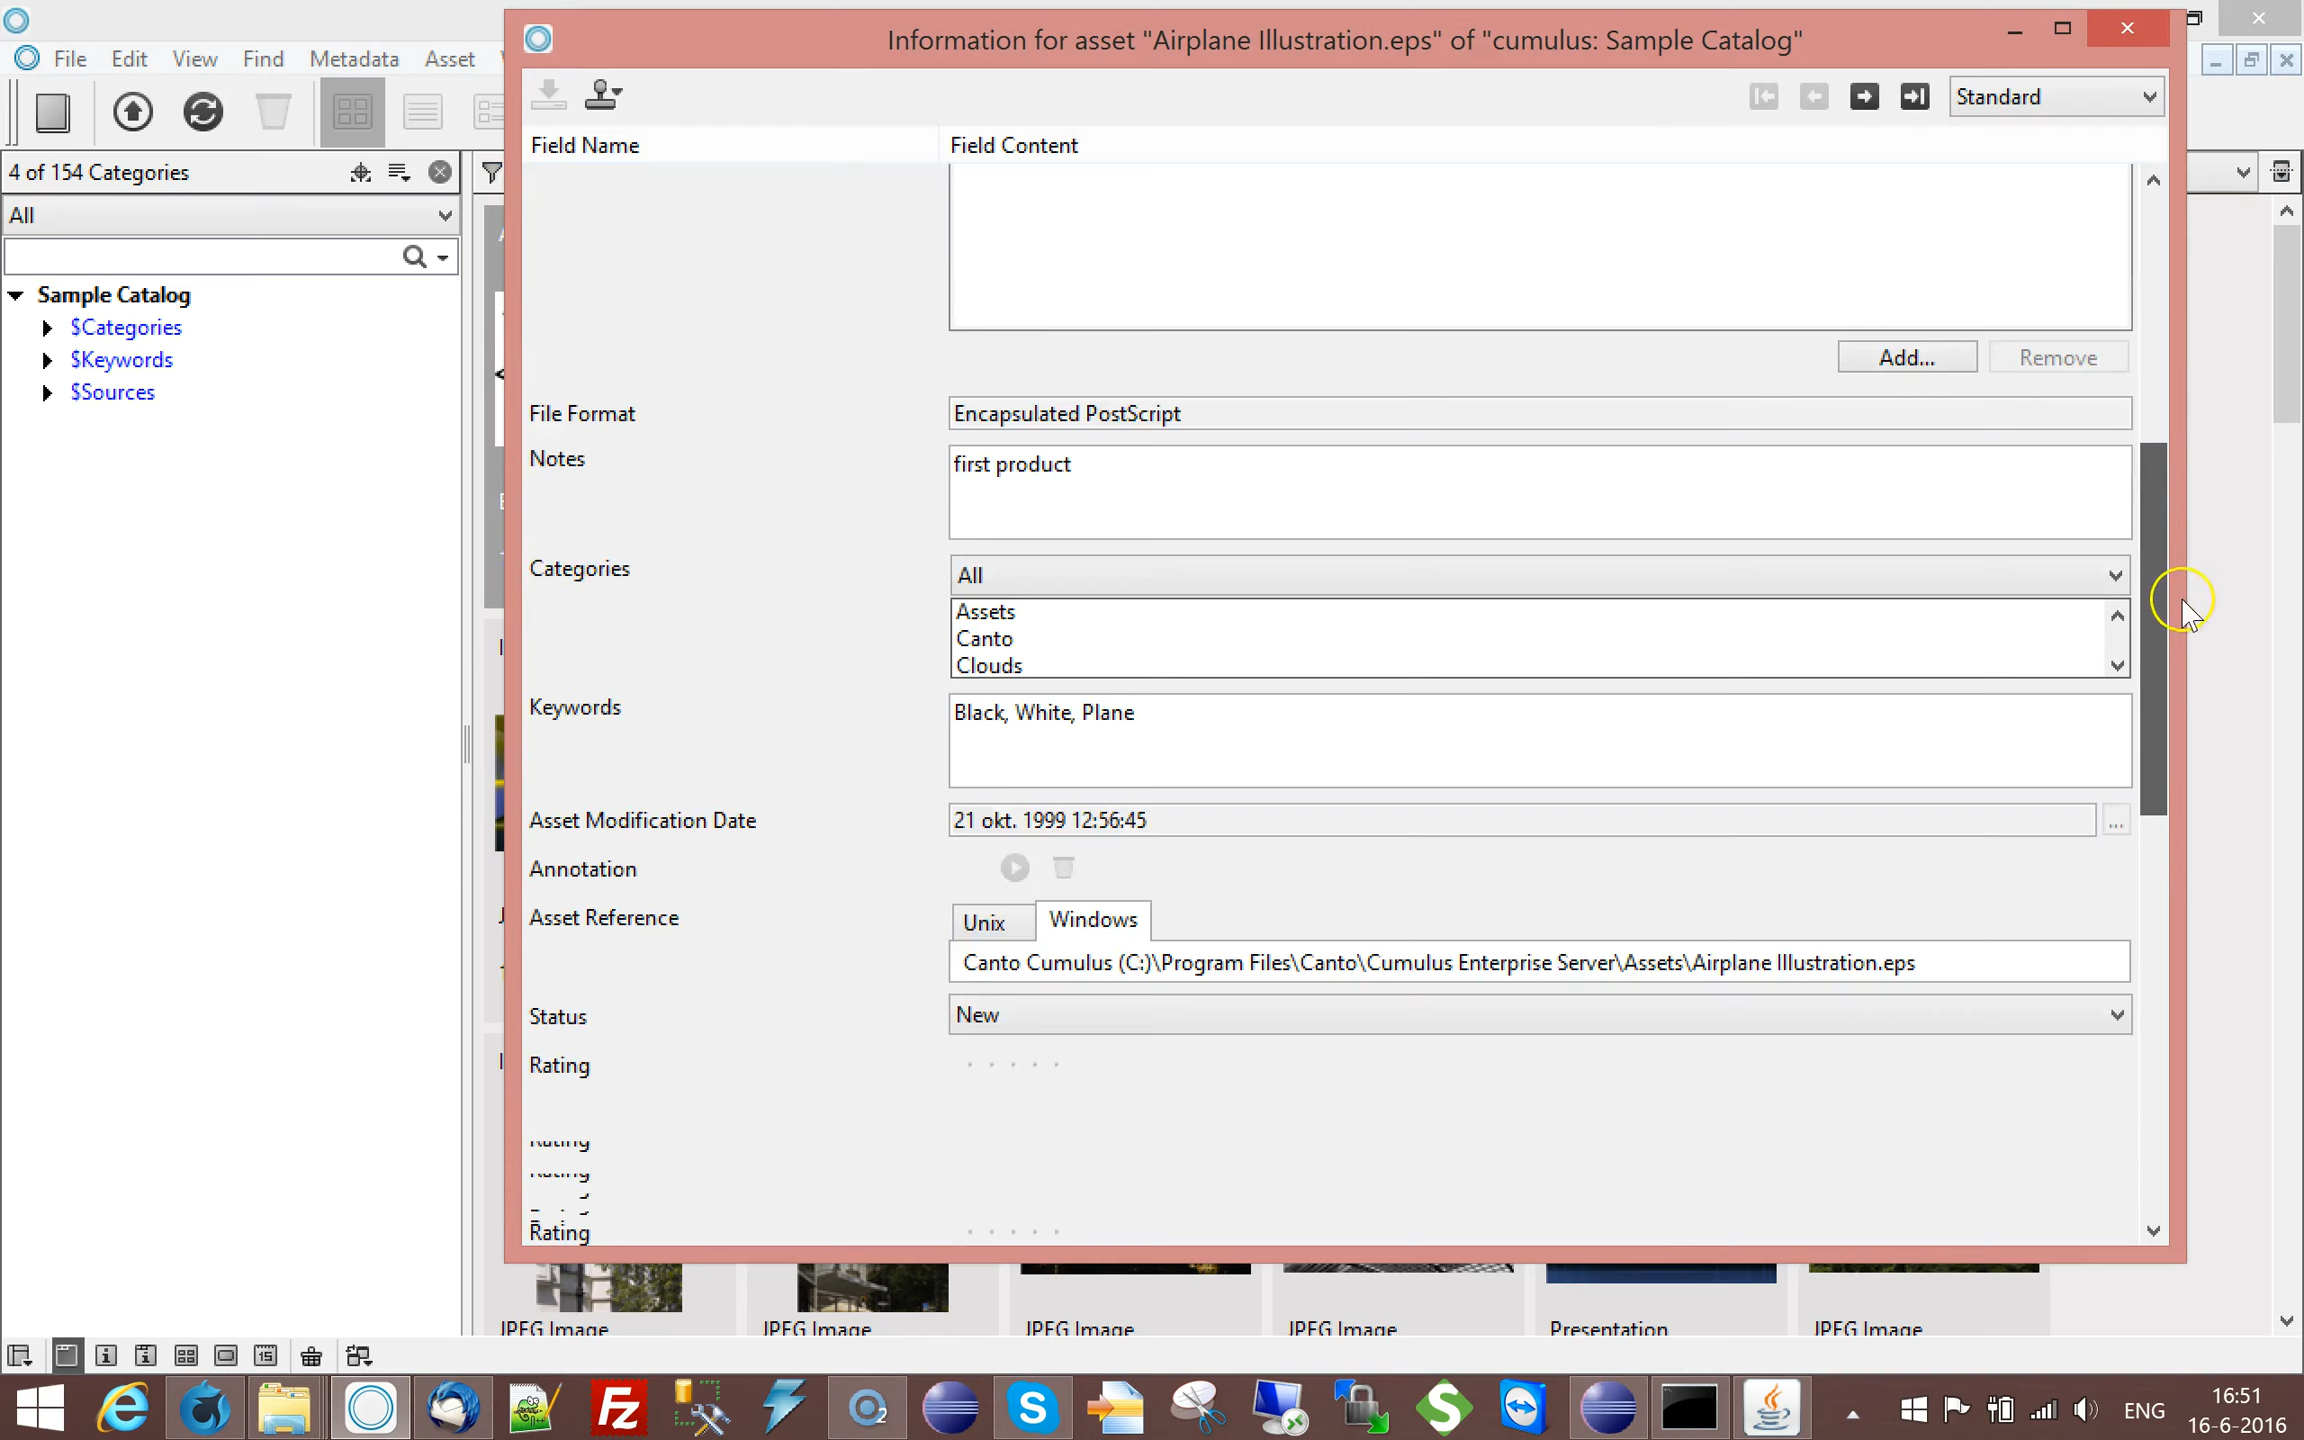 Information for asset "Airplane Illustration.eps" of "cumulus: Sample Catalog"
File Edit View Find Metadata Asset
Standard
Field Name Field Content
4 of 154 Categories
All
Sample Catalog
$Categories
$Keywords
$Sources
Add... Remove
File Format Encapsulated PostScript
Notes first product
Categories All
Assets
Canto
Clouds
Keywords Black, White, Plane
Asset Modification Date 21 okt. 1999 12:56:45 ...
Annotation
Asset Reference Unix Windows
Canto Cumulus (C:)\Program Files\Canto\Cumulus Enterprise Server\Assets\Airplane Illustration.eps
Status New
Rating
Rating
JPEG Image JPEG Image JPEG Image JPEG Image Presentation JPEG Image
15
ENG 16:51
16-6-2016